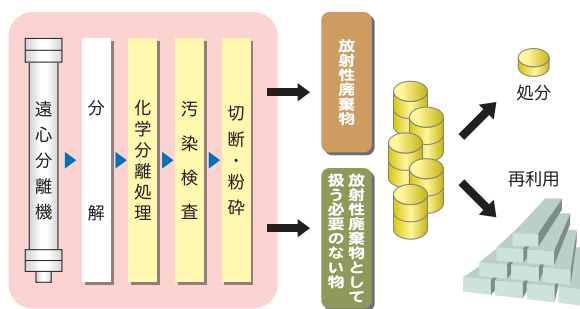 遠心分離機
分解
化学分離処理
汚染検査
切断・粉砕
放射性廃棄物
放射性廃棄物として
扱う必要のない物
処分
再利用